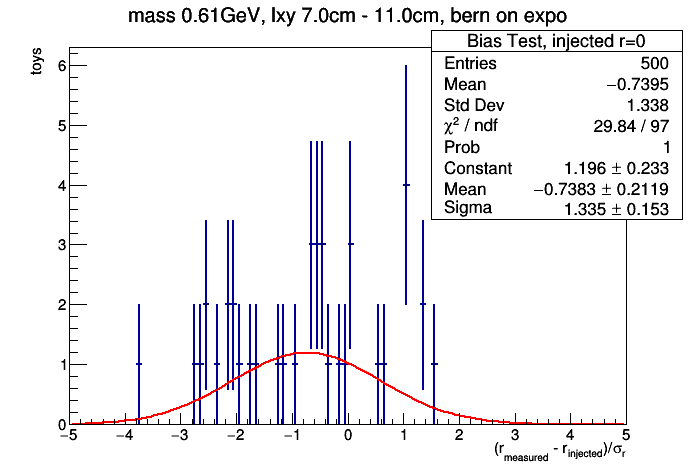 mass 0.61GeV, lxy 7.0cm - 11.0cm, bern on expo
Bias Test, injected r=0
Entries 500
Mean −0.7395
Std Dev 1.338
χ² / ndf 29.84 / 97
Prob 1
Constant 1.196 ± 0.233
Mean −0.7383 ± 0.2119
Sigma 1.335 ± 0.153
toys
6
5
4
3
2
1
0
−5 −4 −3 −2 −1 0 1 2 3 4 5
(r_measured - r_injected)/σ_r